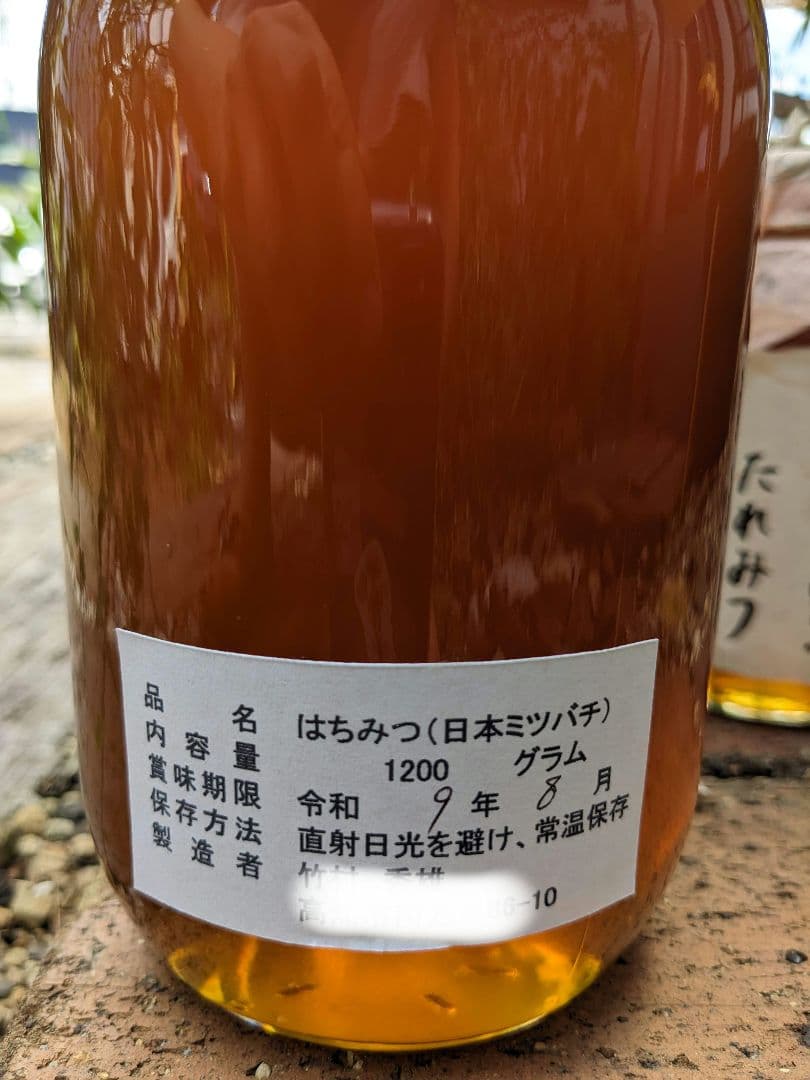 品名 はちみつ(日本ミツバチ)
内容量 1200 グラム
賞味期限 令和 9 年 8 月
保存方法 直射日光を避け、常温保存
製造者
6-10
たれみつ